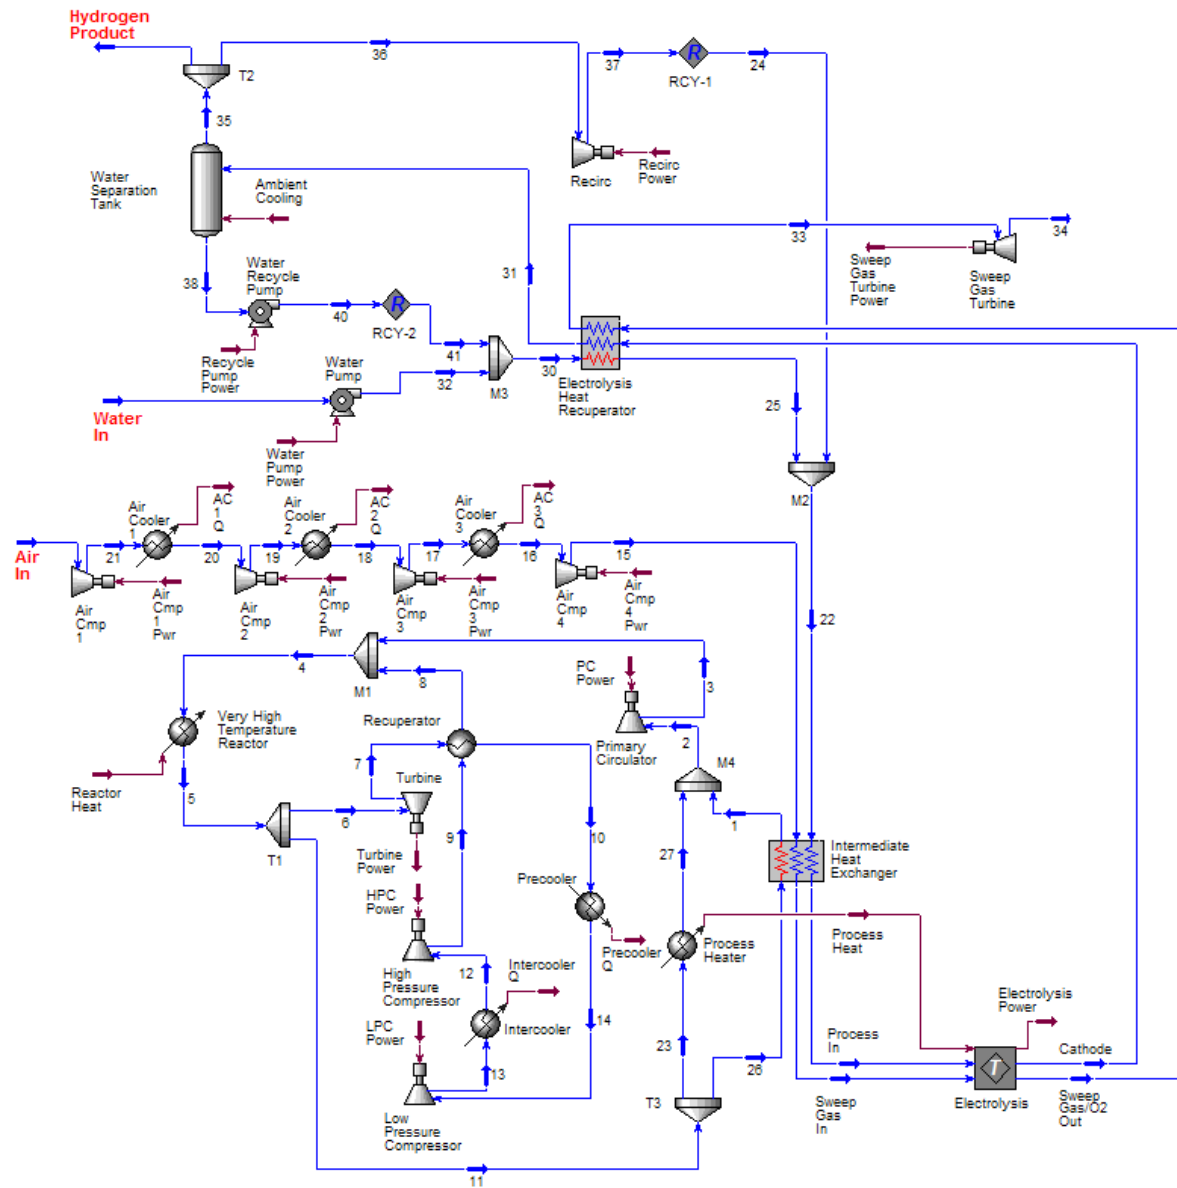 Hydrogen
Product
36
37
R
24
RCY-1
T2
35
Recirc
Recirc
Power
Water
Separation
Tank
Ambient
Cooling
33
34
Sweep
Gas
Turbine
Power
Sweep
Gas
Turbine
31
38
Water
Recycle
Pump
40
R
RCY-2
41
Recycle
Pump
Power
Water
Pump
32
M3
30
Electrolysis
Heat
Recuperator
25
Water
In
Water
Pump
Power
M2
Air
In
21
Air
Cooler
1
AC
1
Q
20
19
Air
Cooler
2
AC
2
Q
18
17
Air
Cooler
3
AC
3
Q
16
15
Air
Cmp
1
Air
Cmp
1
Pwr
Air
Cmp
2
Air
Cmp
2
Pwr
Air
Cmp
3
Air
Cmp
3
Pwr
Air
Cmp
4
Air
Cmp
4
Pwr
22
4
M1
8
PC
Power
3
Very High
Temperature
Reactor
Recuperator
Primary
Circulator
2
Reactor
Heat
5
7
Turbine
M4
6
9
10
1
T1
Turbine
Power
27
Intermediate
Heat
Exchanger
HPC
Power
Precooler
Process
Heater
Process
Heat
Precooler
Q
High
Pressure
Compressor
12
Intercooler
Q
Intercooler
14
Electrolysis
Power
LPC
Power
13
23
26
Process
In
Cathode
T
Low
Pressure
Compressor
T3
Sweep
Gas
In
Electrolysis
Sweep
Gas/O2
Out
11